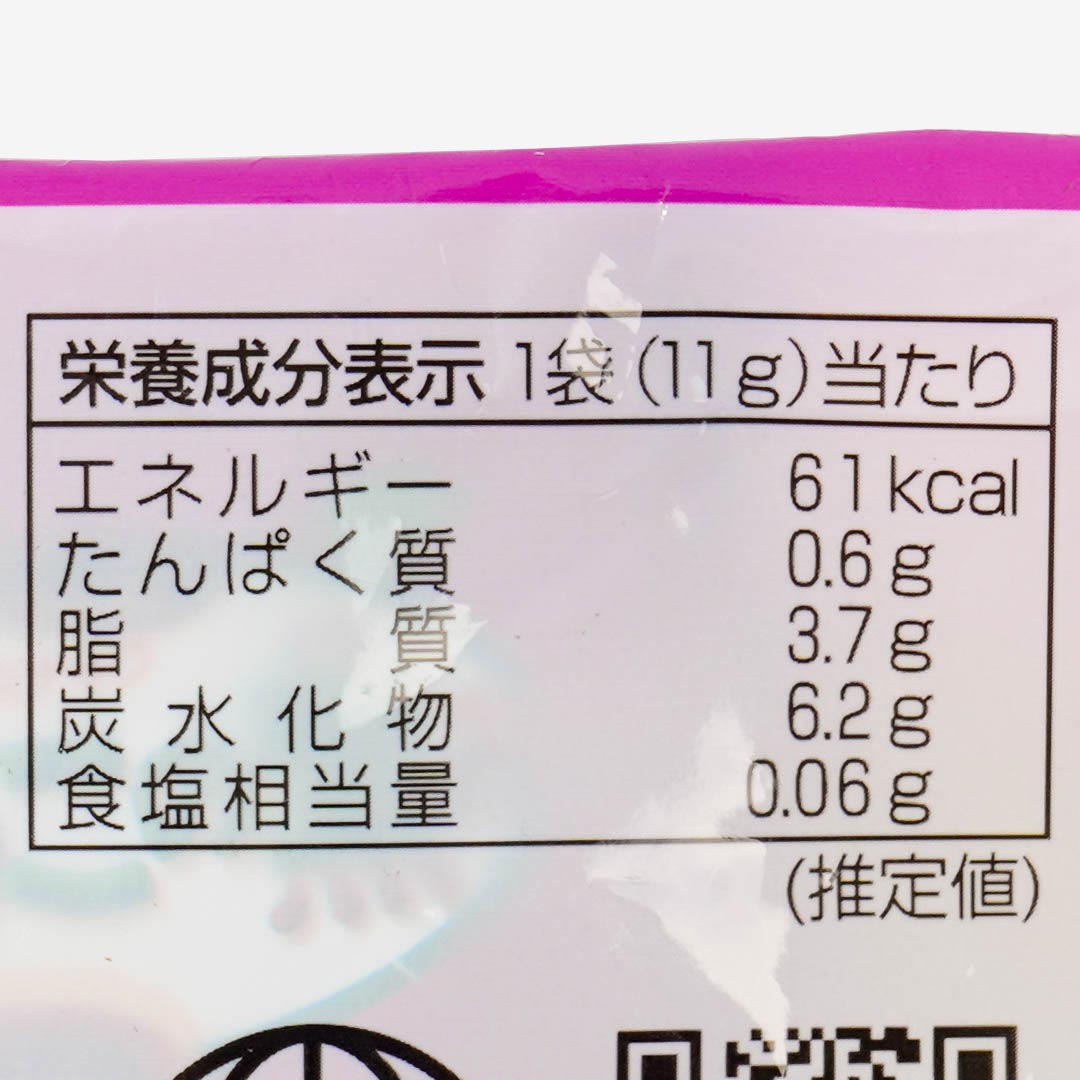 栄養成分表示 1袋(11g)当たり
エネルギー 61kcal
たんぱく質 0.6g
脂質 3.7g
炭水化物 6.2g
食塩相当量 0.06g
(推定値)